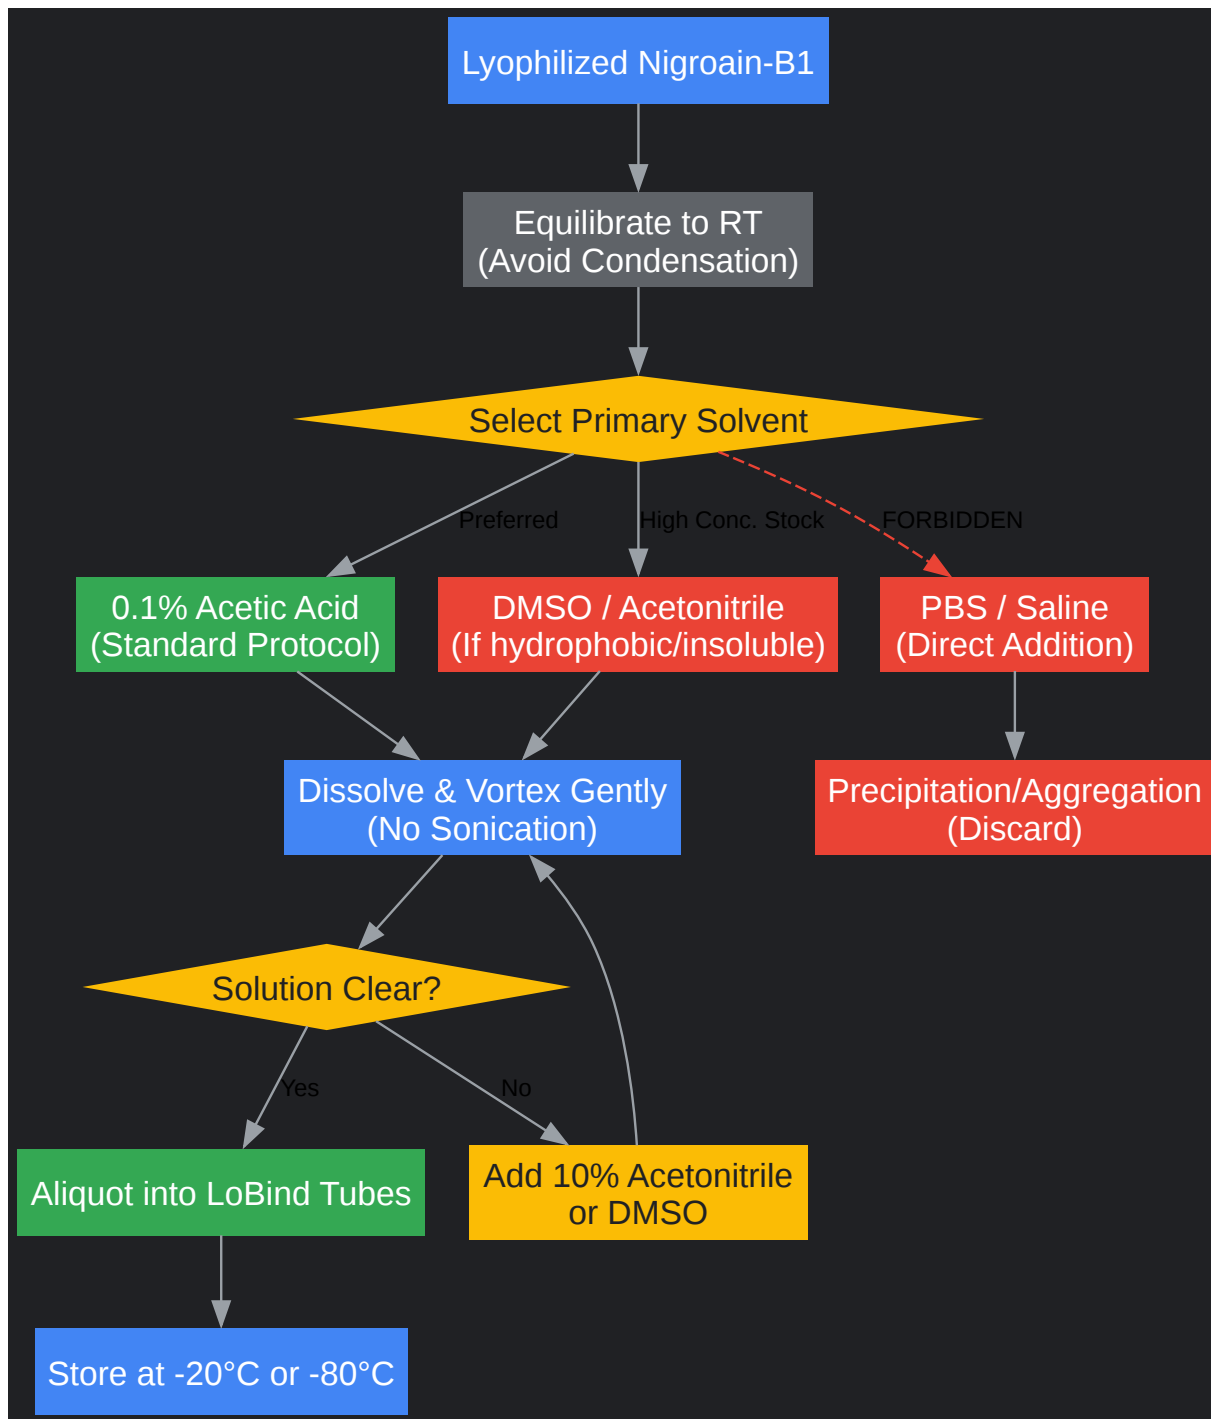 Lyophilized Nigroain-B1
Equilibrate to RT
(Avoid Condensation)
Select Primary Solvent
Preferred
High Conc. Stock
FORBIDDEN
0.1% Acetic Acid
(Standard Protocol)
DMSO / Acetonitrile
(If hydrophobic/insoluble)
PBS / Saline
(Direct Addition)
Dissolve & Vortex Gently
(No Sonication)
Precipitation/Aggregation
(Discard)
Solution Clear?
Yes
No
Aliquot into LoBind Tubes
Add 10% Acetonitrile
or DMSO
Store at -20°C or -80°C